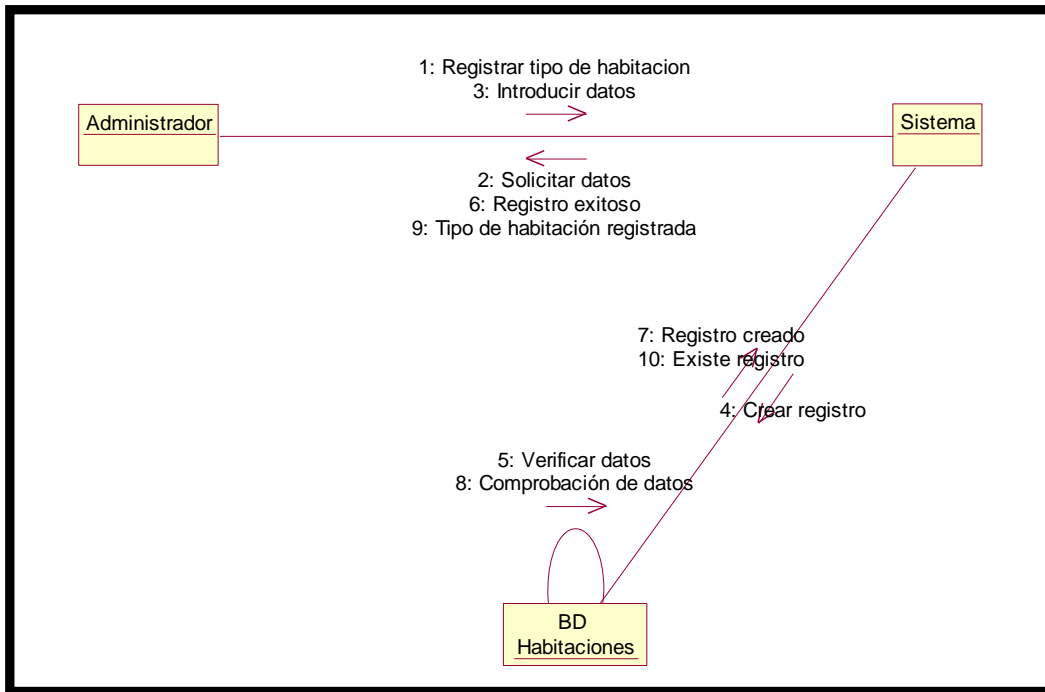 1: Registrar tipo de habitacion
3: Introducir datos
Administrador
Sistema
2: Solicitar datos
6: Registro exitoso
9: Tipo de habitación registrada
7: Registro creado
10: Existe registro
4: Crear registro
5: Verificar datos
8: Comprobación de datos
BD
Habitaciones